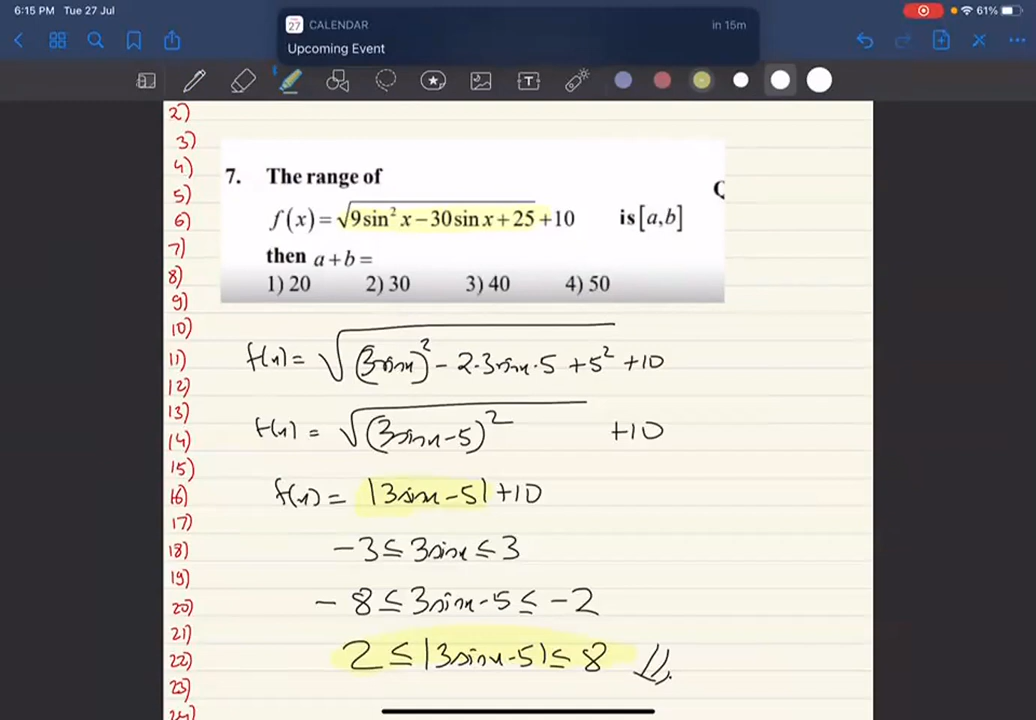 6:15 PM Tue 27 Jul
61%
27 CALENDAR
in 15m
Upcoming Event
T
2)
3)
4)
5)
6)
7)
8)
9)
10)
11)
12)
13)
14)
15)
16)
17)
18)
19)
20)
21)
22)
23)
7. The range of
f(x)=√9sin² x−30sin x+25 +10 is [a,b]
then a+b=
1) 20 2) 30 3) 40 4) 50
f(x) = √(3sinx)² - 2·3sinx·5 + 5² +10
f(x) = √(3sinx-5)² +10
f(x) = |3sinx-5| +10
-3 ≤ 3sinx ≤ 3
-8 ≤ 3sinx-5 ≤ -2
2 ≤ |3sinx-5| ≤ 8